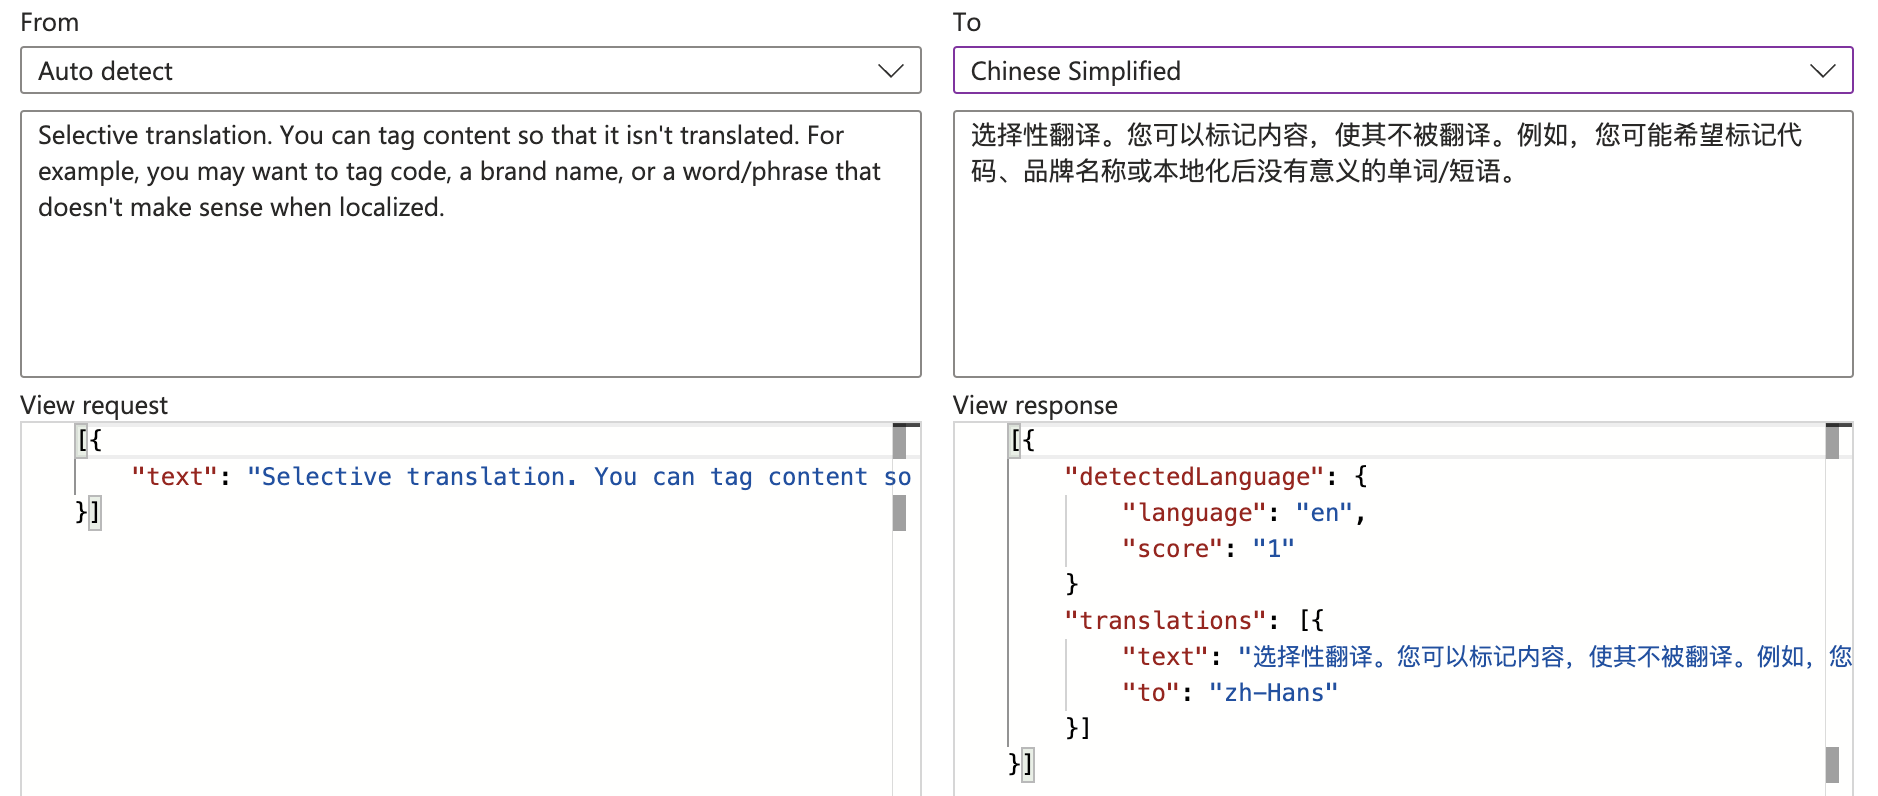 From
Auto detect
Selective translation. You can tag content so that it isn't translated. For
example, you may want to tag code, a brand name, or a word/phrase that
doesn't make sense when localized.
View request
[{
"text": "Selective translation. You can tag content so
}]
To
Chinese Simplified
选择性翻译。您可以标记内容，使其不被翻译。例如，您可能希望标记代
码、品牌名称或本地化后没有意义的单词/短语。
View response
[{
"detectedLanguage": {
"language": "en",
"score": "1"
}
"translations": [{
"text": "选择性翻译。您可以标记内容，使其不被翻译。例如，您
"to": "zh-Hans"
}]
}]